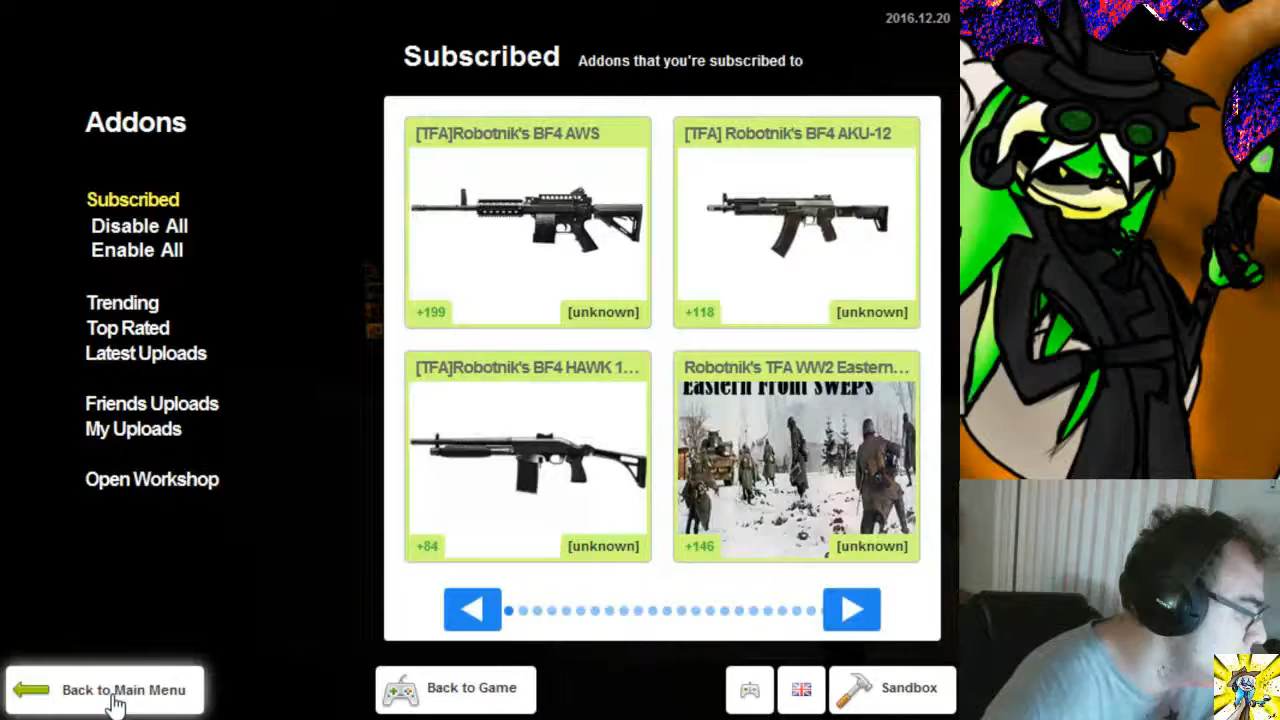 2016.12.20
Subscribed Addons that you're subscribed to
Addons
Subscribed
Disable All
Enable All
Trending
Top Rated
Latest Uploads
Friends Uploads
My Uploads
Open Workshop
[TFA]Robotnik's BF4 AWS
+199 [unknown]
[TFA] Robotnik's BF4 AKU-12
+118 [unknown]
[TFA]Robotnik's BF4 HAWK 1...
+84 [unknown]
Robotnik's TFA WW2 Eastern...
Eastern Front SWEPs
+146 [unknown]
Back to Main Menu
Back to Game
Sandbox